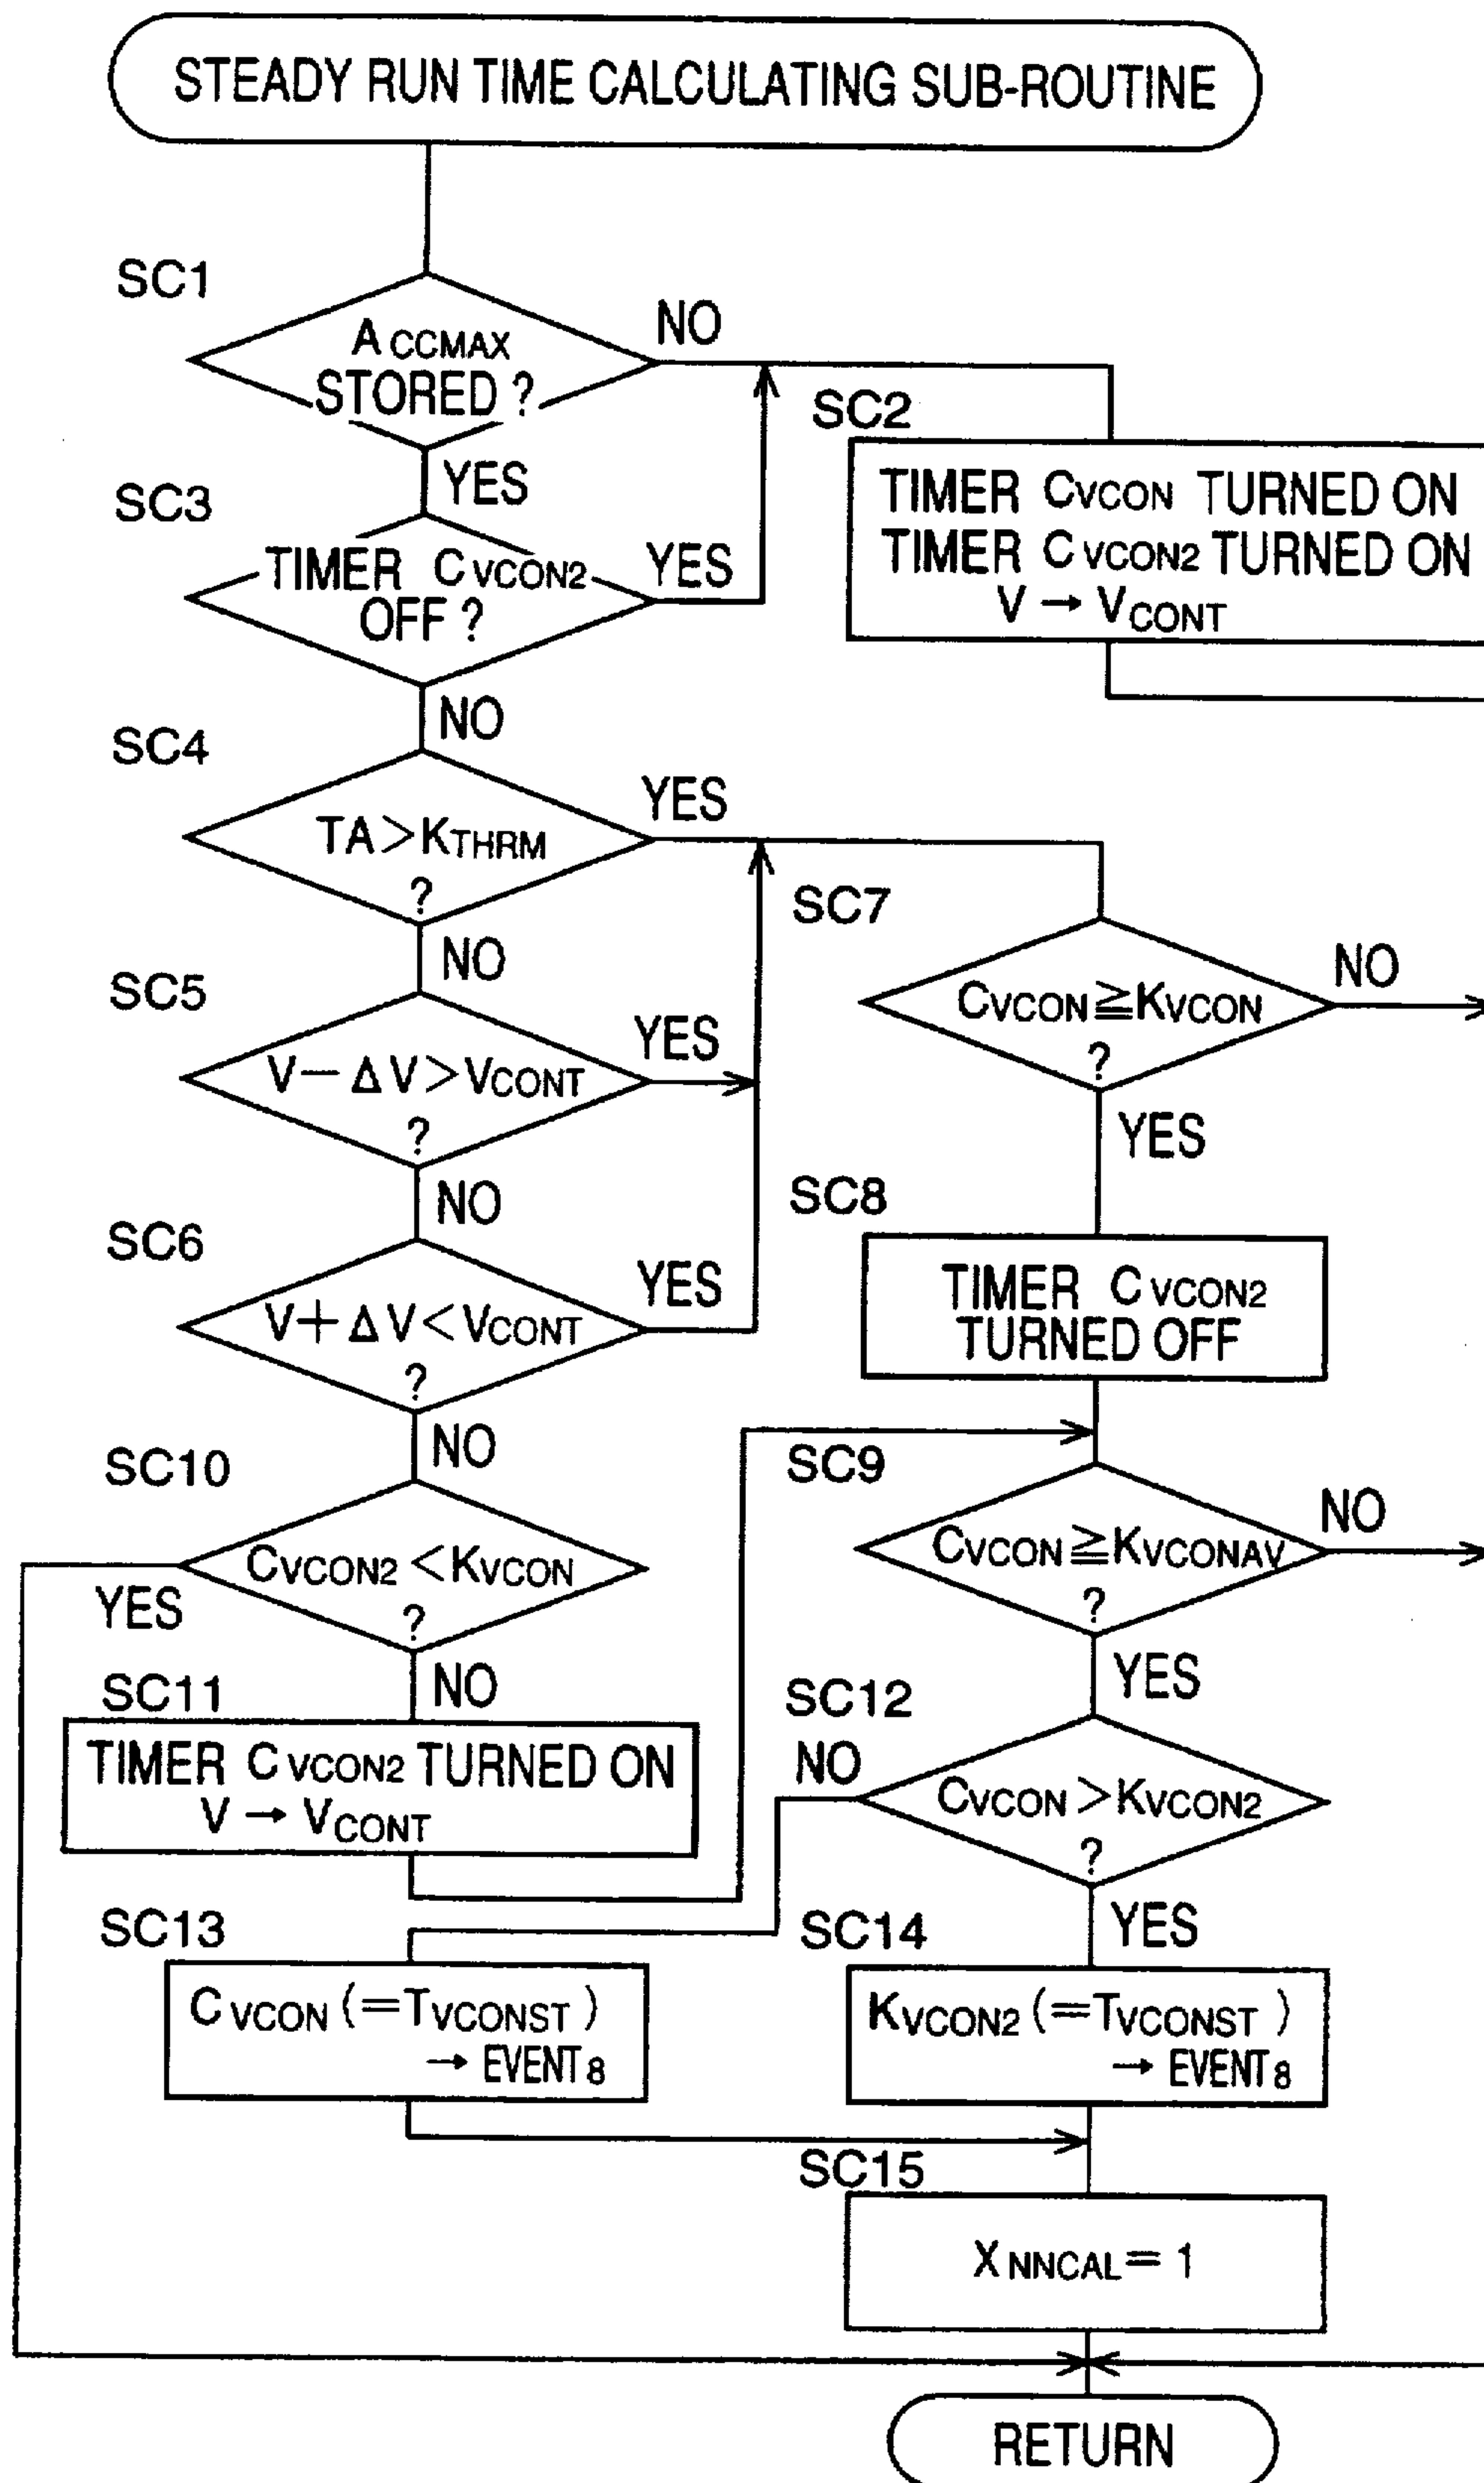 STEADY RUN TIME CALCULATING SUB-ROUTINE
SC1
ACCMAX
STORED ?
NO
YES
SC2
TIMER CVCON TURNED ON
TIMER CVCON2 TURNED ON
V → VCONT
SC3
TIMER CVCON2
OFF ?
YES
NO
SC4
TA>KTHRM
?
YES
NO
SC5
V-ΔV>VCONT
?
YES
NO
SC6
V+ΔV<VCONT
?
YES
NO
SC7
CVCON≧KVCON
?
NO
YES
SC8
TIMER CVCON2
TURNED OFF
SC9
CVCON≧KVCONAV
?
NO
YES
SC10
CVCON2<KVCON
?
YES
NO
SC11
TIMER CVCON2 TURNED ON
V → VCONT
SC12
CVCON>KVCON2
?
NO
YES
SC13
CVCON(=TVCONST)
→ EVENT8
SC14
KVCON2(=TVCONST)
→ EVENT8
SC15
XNNCAL=1
RETURN